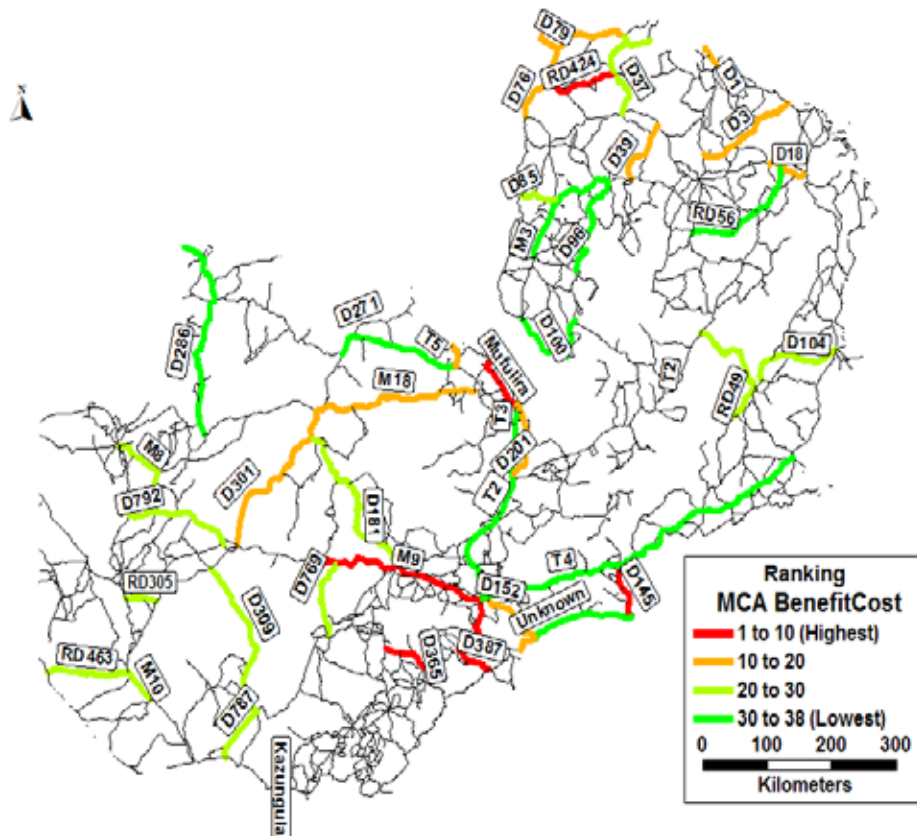 D79
RD424
D76
D37
D1
D3
D39
D18
D85
RD56
M3
D96
N
D286
D271
T5
D100
Mufulira
M18
T3
T2
D104
RD49
M8
D301
D201
D792
T2
D181
M9
T4
D769
D152
D145
Unknown
RD305
D309
D387
D365
RD463
M10
D787
Kazungula
Ranking
MCA BenefitCost
1 to 10 (Highest)
10 to 20
20 to 30
30 to 38 (Lowest)
0 100 200 300
Kilometers